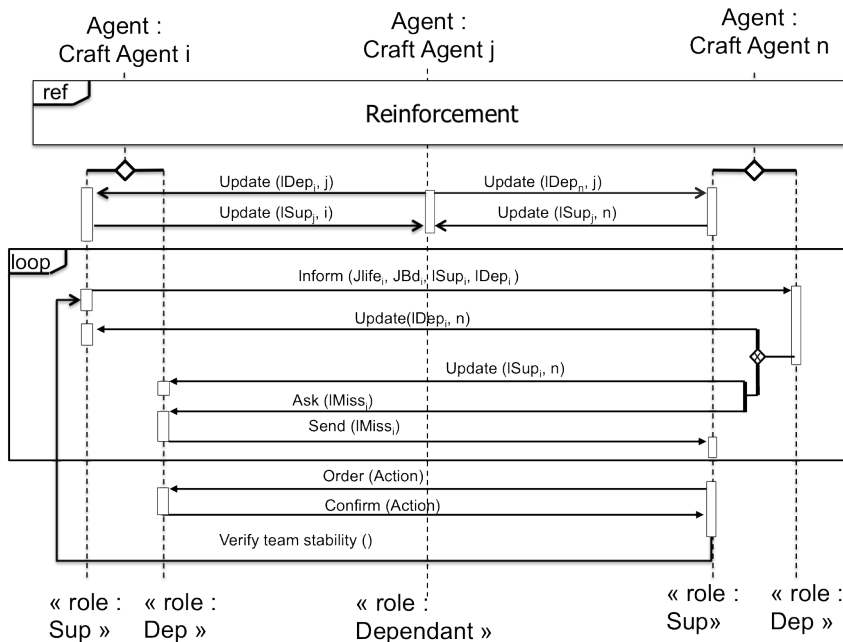 Agent :
Craft Agent i
Agent :
Craft Agent j
Agent :
Craft Agent n
ref
Reinforcement
Update (lDepi, j)
Update (lDepn, j)
Update (lSupj, i)
Update (lSupj, n)
loop
Inform (Jlifei, JBdi, lSupi, lDepi)
Update(lDepi, n)
Update (lSupi, n)
Ask (lMissi)
Send (lMissi)
Order (Action)
Confirm (Action)
Verify team stability ()
« role :
Sup »
« role :
Dep »
« role :
Dependant »
« role :
Sup»
« role :
Dep »